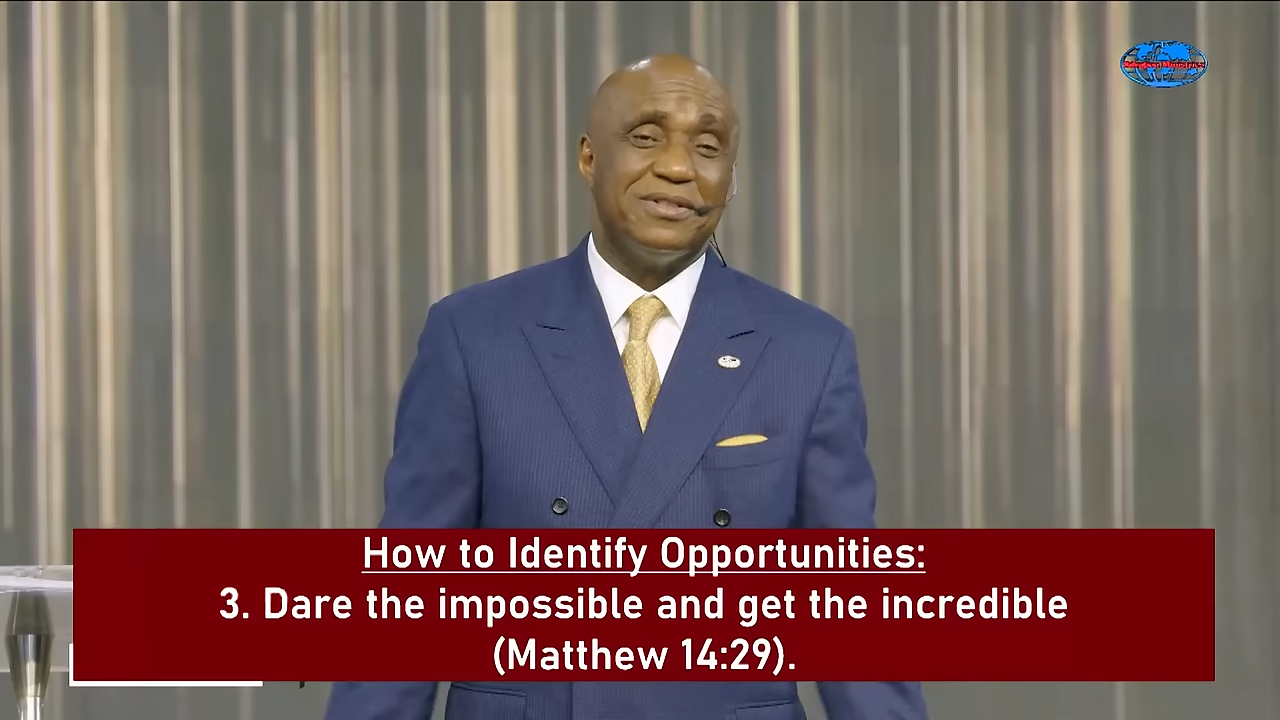 How to Identify Opportunities:
3. Dare the impossible and get the incredible
(Matthew 14:29).